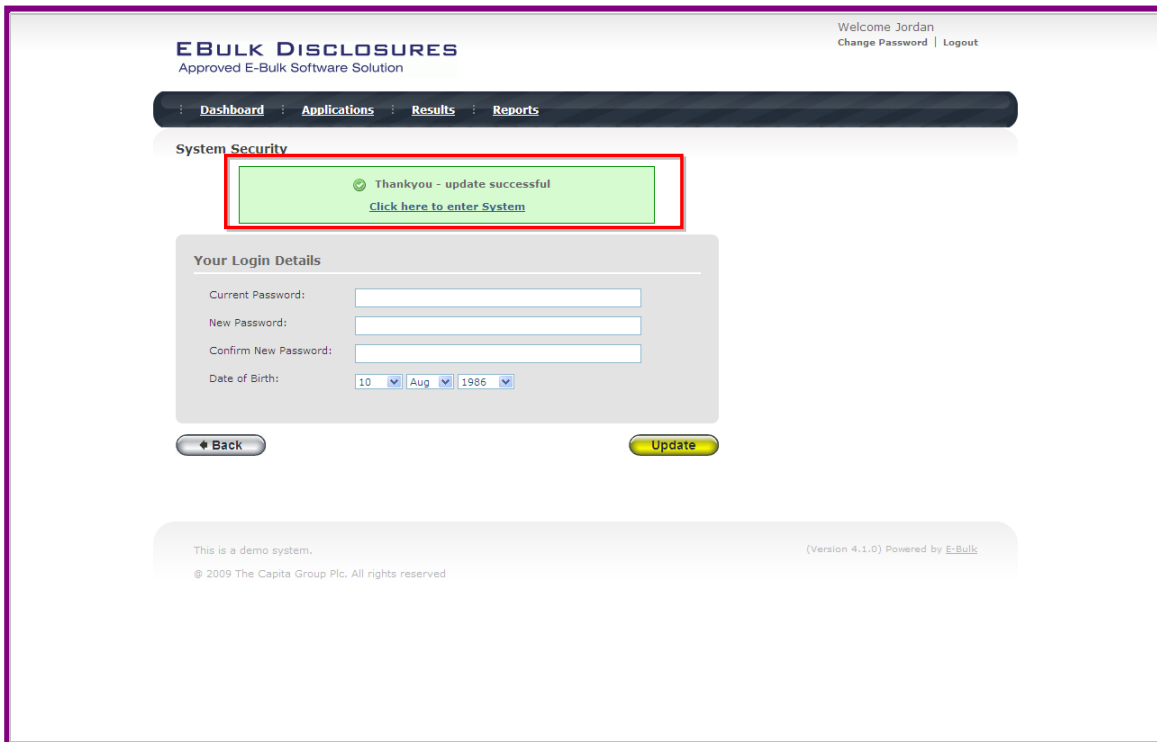 Welcome Jordan
Change Password | Logout
EBULK DISCLOSURES
Approved E-Bulk Software Solution
Dashboard Applications Results Reports
System Security
Thankyou - update successful
Click here to enter System
Your Login Details
Current Password:
New Password:
Confirm New Password:
Date of Birth: 10 Aug 1986
Back Update
This is a demo system. (Version 4.1.0) Powered by E-Bulk
@ 2009 The Capita Group Plc. All rights reserved